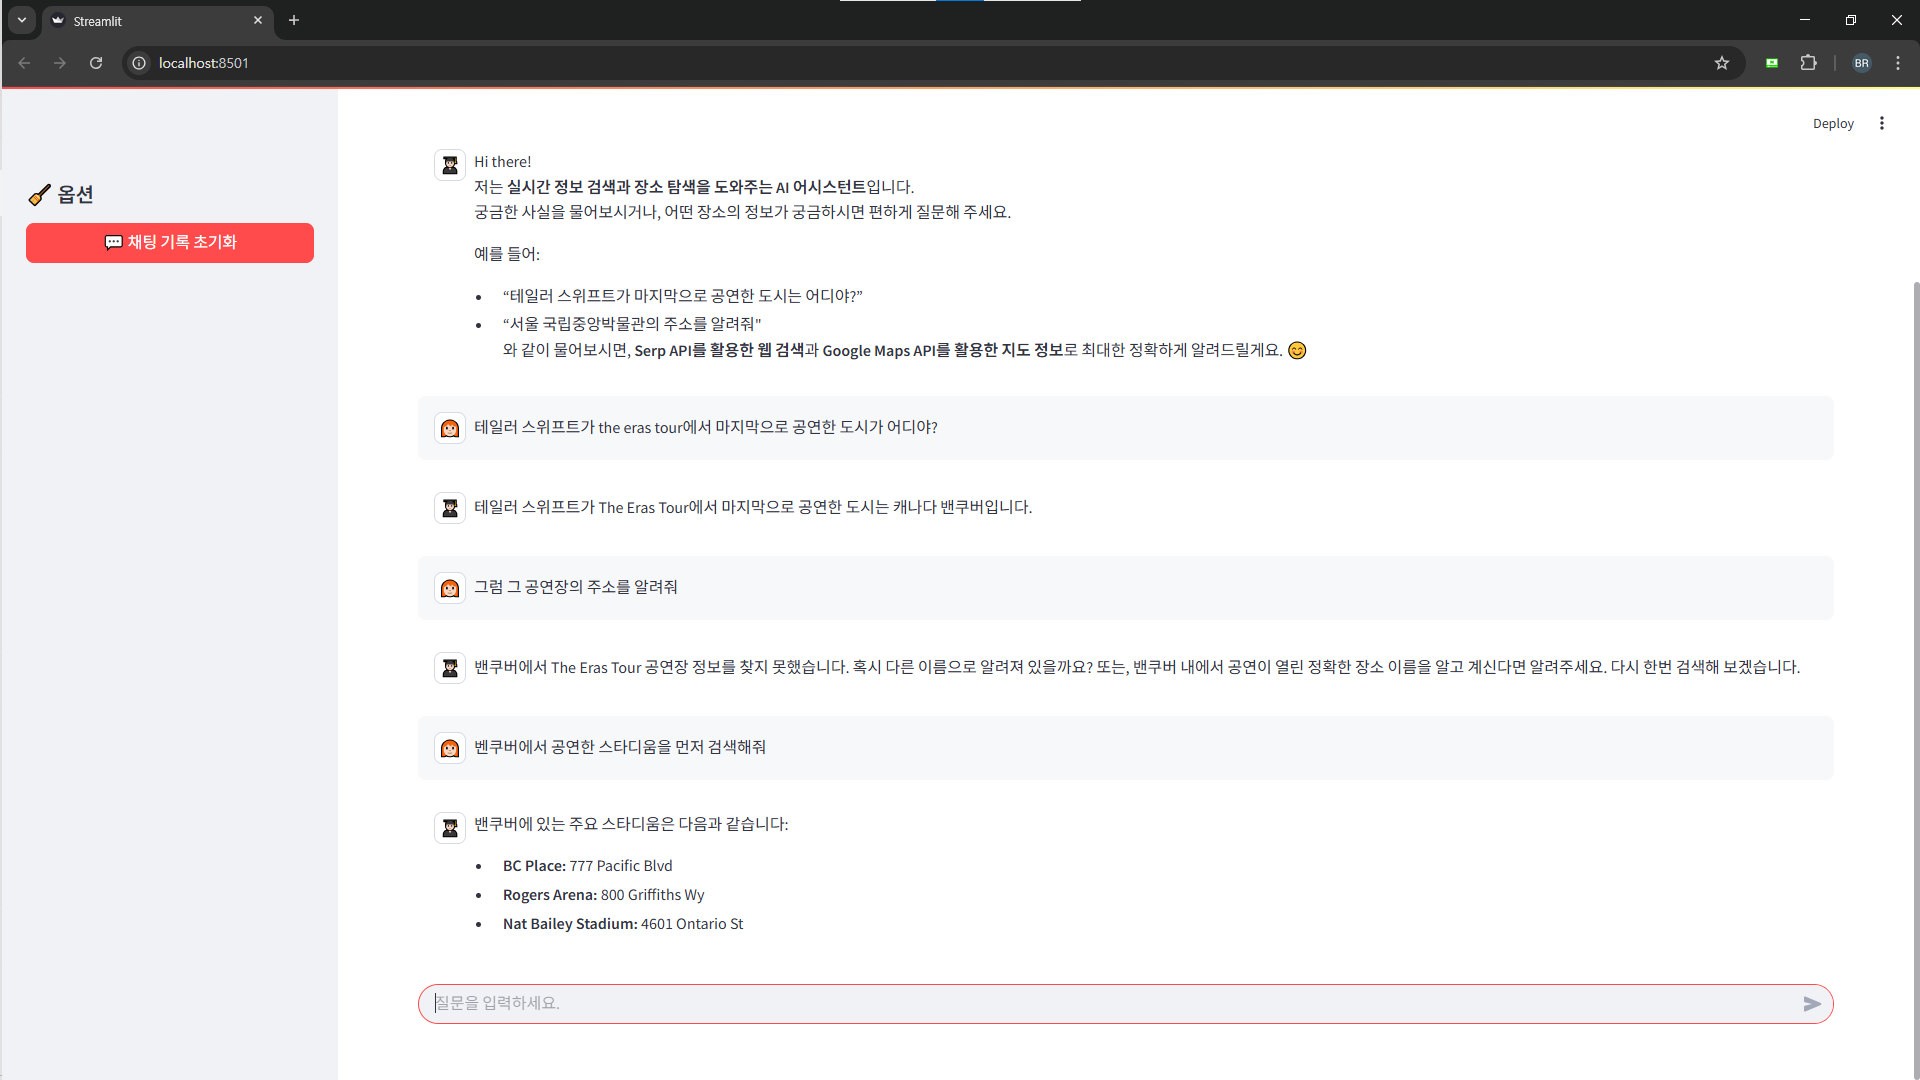 Streamlit
localhost:8501
BR
Deploy
옵션
채팅 기록 초기화
Hi there!
저는 실시간 정보 검색과 장소 탐색을 도와주는 AI 어시스턴트입니다.
궁금한 사실을 물어보시거나, 어떤 장소의 정보가 궁금하시면 편하게 질문해 주세요.
예를 들어:
“테일러 스위프트가 마지막으로 공연한 도시는 어디야?”
“서울 국립중앙박물관의 주소를 알려줘"
와 같이 물어보시면, Serp API를 활용한 웹 검색과 Google Maps API를 활용한 지도 정보로 최대한 정확하게 알려드릴게요. 😊
테일러 스위프트가 the eras tour에서 마지막으로 공연한 도시가 어디야?
테일러 스위프트가 The Eras Tour에서 마지막으로 공연한 도시는 캐나다 밴쿠버입니다.
그럼 그 공연장의 주소를 알려줘
밴쿠버에서 The Eras Tour 공연장 정보를 찾지 못했습니다. 혹시 다른 이름으로 알려져 있을까요? 또는, 밴쿠버 내에서 공연이 열린 정확한 장소 이름을 알고 계신다면 알려주세요. 다시 한번 검색해 보겠습니다.
벤쿠버에서 공연한 스타디움을 먼저 검색해줘
밴쿠버에 있는 주요 스타디움은 다음과 같습니다:
BC Place: 777 Pacific Blvd
Rogers Arena: 800 Griffiths Wy
Nat Bailey Stadium: 4601 Ontario St
질문을 입력하세요.